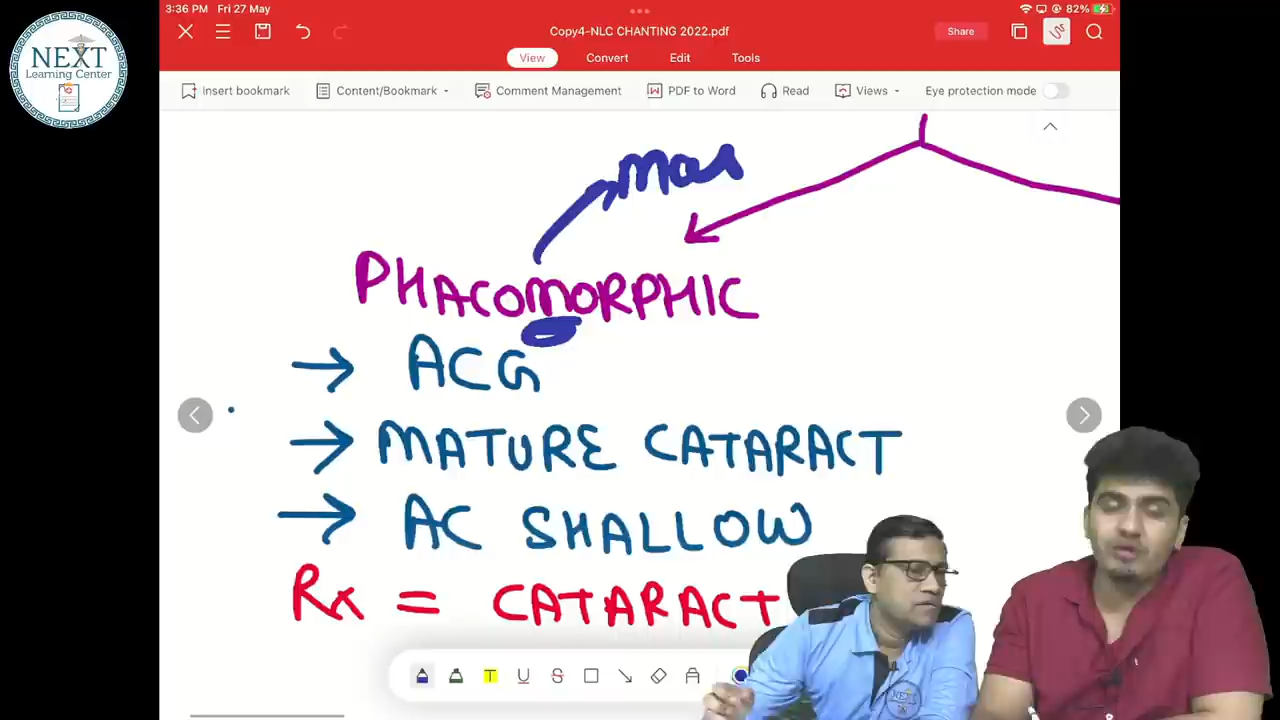 3:36 PM Fri 27 May
82%
NEXT
Learning Center
Copy4-NLC CHANTING 2022.pdf
Share
View Convert Edit Tools
Insert bookmark Content/Bookmark Comment Management PDF to Word Read Views Eye protection mode
PHACOMORPHIC
→ ACG
→ MATURE CATARACT
→ AC SHALLOW
Rx = CATARACT
T U S
NEXT